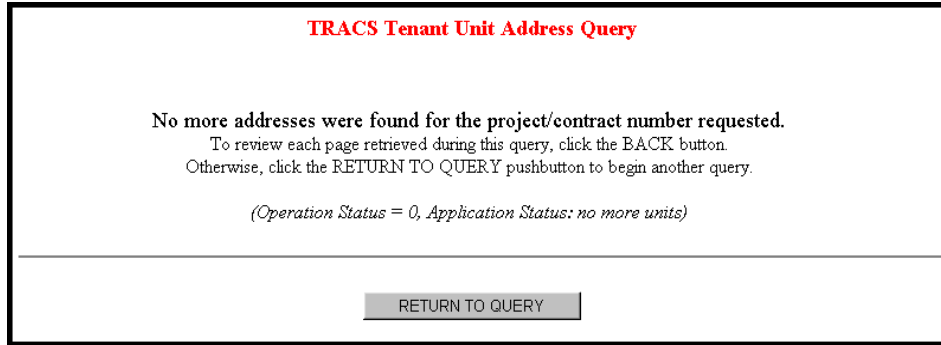 TRACS Tenant Unit Address Query
No more addresses were found for the project/contract number requested.
To review each page retrieved during this query, click the BACK button.
Otherwise, click the RETURN TO QUERY pushbutton to begin another query.
(Operation Status = 0, Application Status: no more units)
RETURN TO QUERY